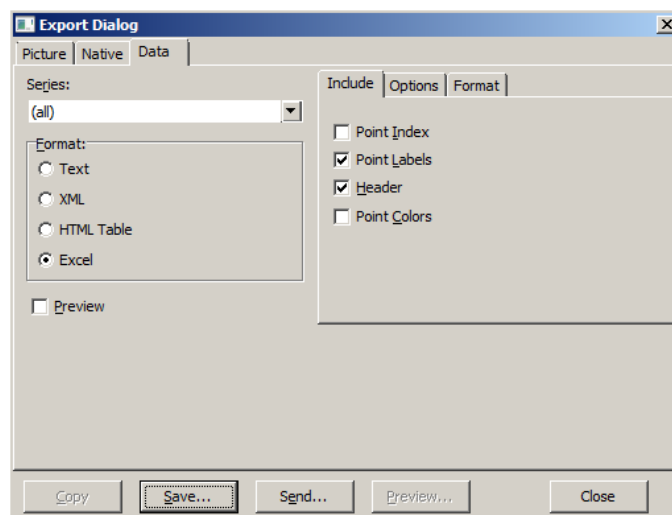 Export Dialog
Picture Native Data
Series:
(all)
Format:
Text
XML
HTML Table
Excel
Preview
Include Options Format
Point Index
Point Labels
Header
Point Colors
Copy Save... Send... Preview... Close